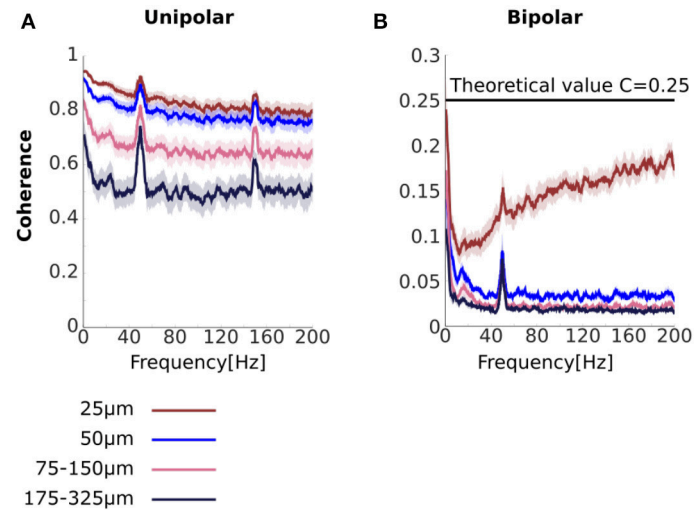 A
Unipolar
B
Bipolar
Coherence
1
0.8
0.6
0.4
0.2
0
0 40 80 120 160 200
Frequency[Hz]
0.3
0.25
0.2
0.15
0.1
0.05
0
Theoretical value C=0.25
0 40 80 120 160 200
Frequency[Hz]
25µm
50µm
75-150µm
175-325µm